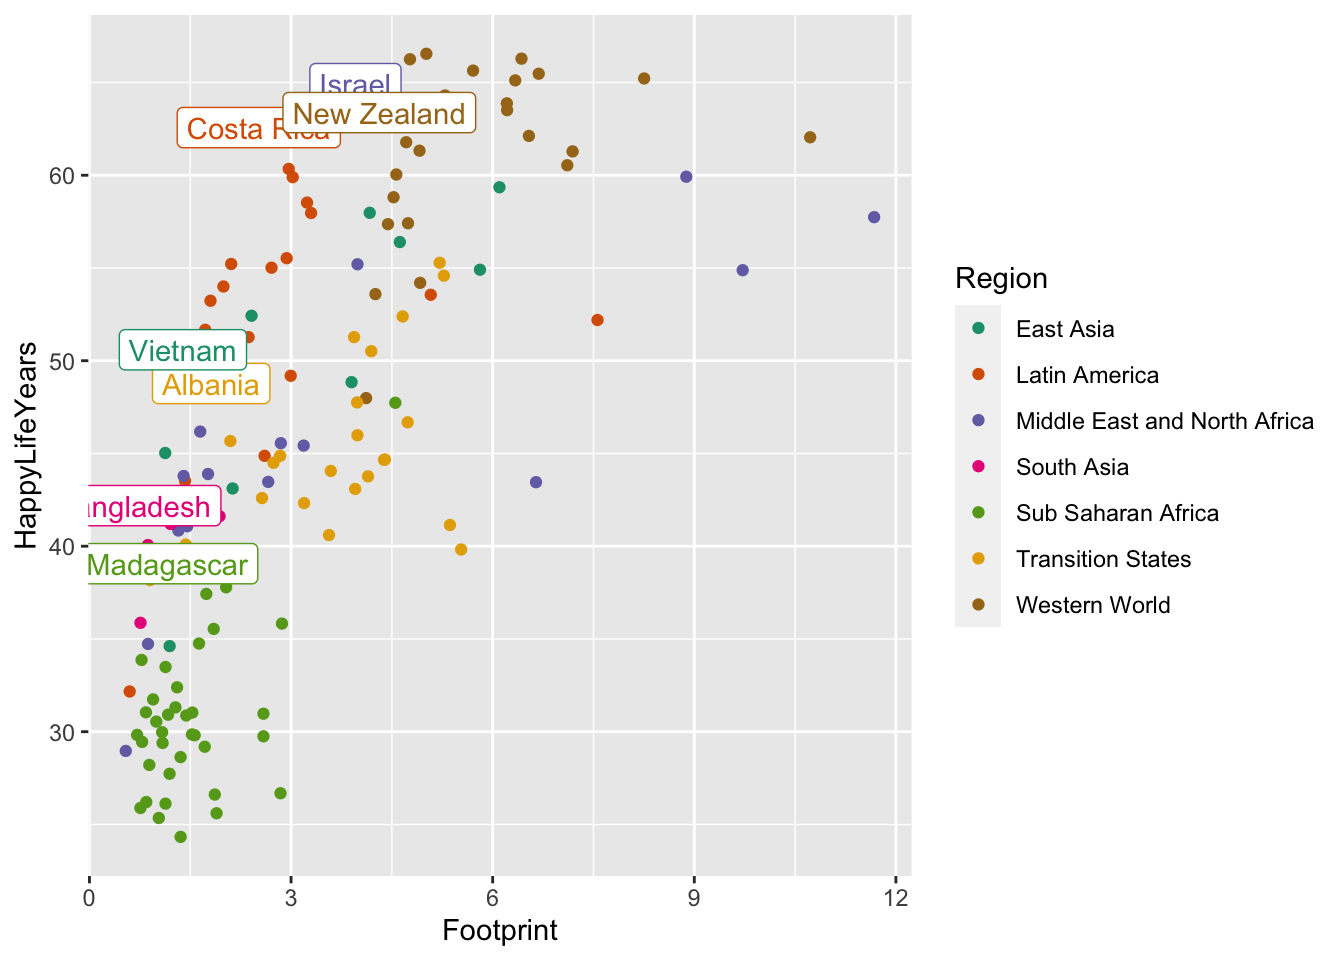 Israel
New Zealand
Costa Rica
60
50
Vietnam
Albania
HappyLifeYears
ngladesh
40
Madagascar
30
0 3 6 9 12
Footprint
Region
East Asia
Latin America
Middle East and North Africa
South Asia
Sub Saharan Africa
Transition States
Western World